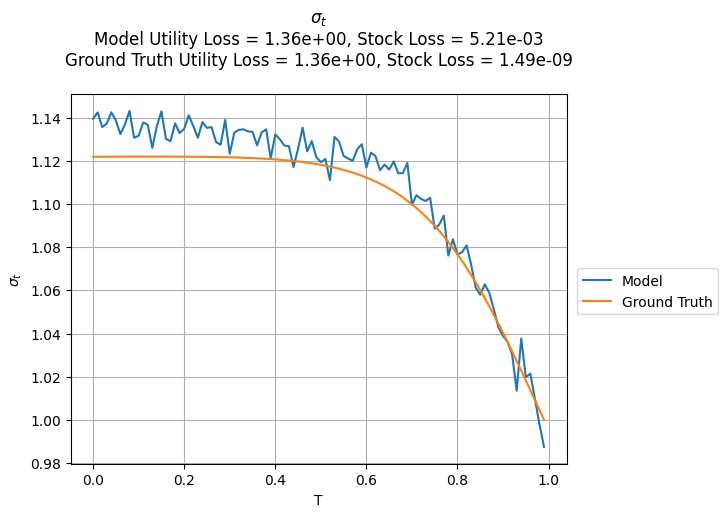 σt
Model Utility Loss = 1.36e+00, Stock Loss = 5.21e-03
Ground Truth Utility Loss = 1.36e+00, Stock Loss = 1.49e-09
1.14
1.12
1.10
1.08
1.06
1.04
1.02
1.00
0.98
σt
0.0 0.2 0.4 0.6 0.8 1.0
T
Model
Ground Truth